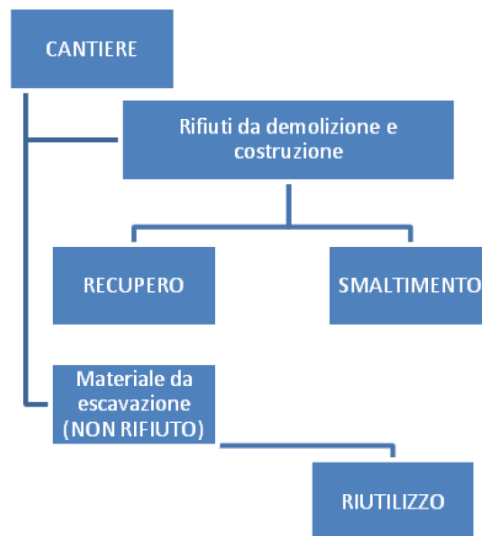 CANTIERE
Rifiuti da demolizione e
costruzione
RECUPERO
SMALTIMENTO
Materiale da
escavazione
(NON RIFIUTO)
RIUTILIZZO